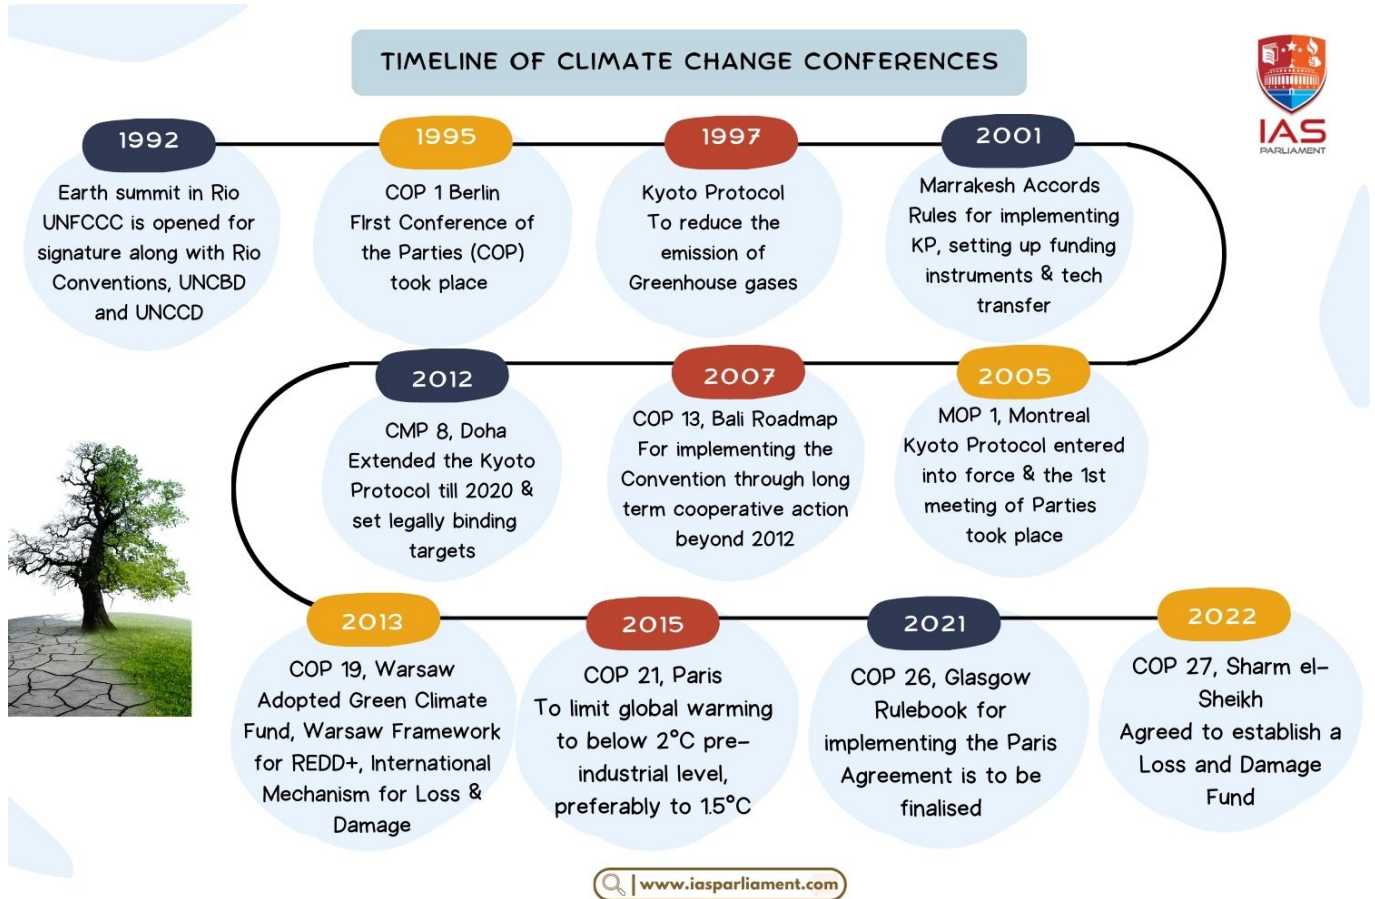 TIMELINE OF CLIMATE CHANGE CONFERENCES
IAS
PARLIAMENT
1992
Earth summit in Rio
UNFCCC is opened for
signature along with Rio
Conventions, UNCBD
and UNCCD
1995
COP 1 Berlin
FIrst Conference of
the Parties (COP)
took place
1997
Kyoto Protocol
To reduce the
emission of
Greenhouse gases
2001
Marrakesh Accords
Rules for implementing
KP, setting up funding
instruments & tech
transfer
2005
MOP 1, Montreal
Kyoto Protocol entered
into force & the 1st
meeting of Parties
took place
2007
COP 13, Bali Roadmap
For implementing the
Convention through long
term cooperative action
beyond 2012
2012
CMP 8, Doha
Extended the Kyoto
Protocol till 2020 &
set legally binding
targets
2013
COP 19, Warsaw
Adopted Green Climate
Fund, Warsaw Framework
for REDD+, International
Mechanism for Loss &
Damage
2015
COP 21, Paris
To limit global warming
to below 2°C pre-
industrial level,
preferably to 1.5°C
2021
COP 26, Glasgow
Rulebook for
implementing the Paris
Agreement is to be
finalised
2022
COP 27, Sharm el-
Sheikh
Agreed to establish a
Loss and Damage
Fund
www.iasparliament.com